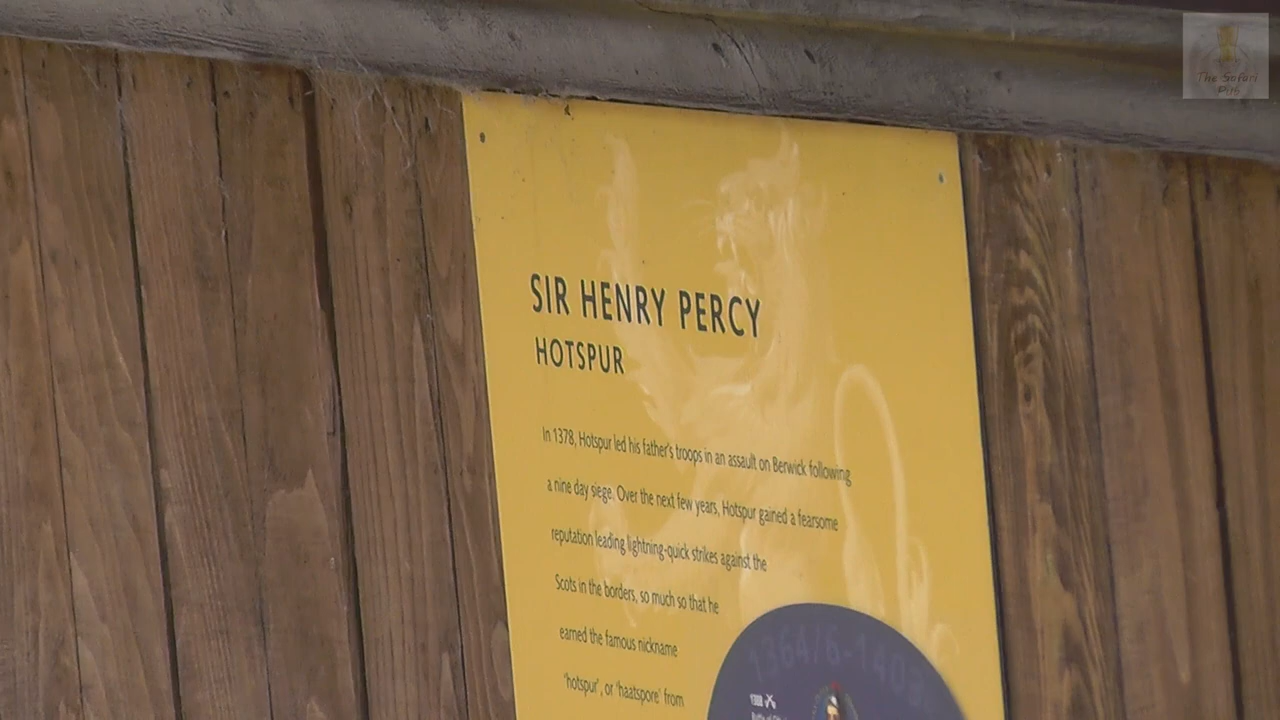 The Safari
SIR HENRY PERCY
HOTSPUR
In 1378, Hotspur led his father's troops in an assault on Berwick following
a nine day siege. Over the next few years, Hotspur gained a fearsome
reputation leading lightning-quick strikes against the
Scots in the borders, so much so that he
earned the famous nickname
'hotspur', or 'haatspore' from
1364/6-1403